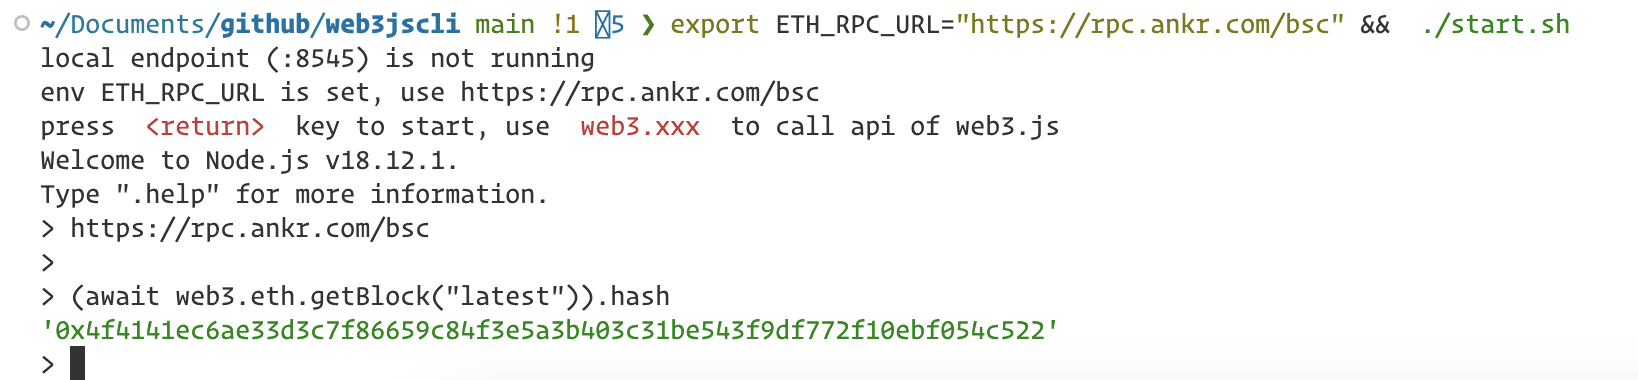 ~/Documents/github/web3jscli main !1 5 ❯ export ETH_RPC_URL="https://rpc.ankr.com/bsc" && ./start.sh
local endpoint (:8545) is not running
env ETH_RPC_URL is set, use https://rpc.ankr.com/bsc
press <return> key to start, use web3.xxx to call api of web3.js
Welcome to Node.js v18.12.1.
Type ".help" for more information.
> https://rpc.ankr.com/bsc
>
> (await web3.eth.getBlock("latest")).hash
'0x4f4141ec6ae33d3c7f86659c84f3e5a3b403c31be543f9df772f10ebf054c522'
>